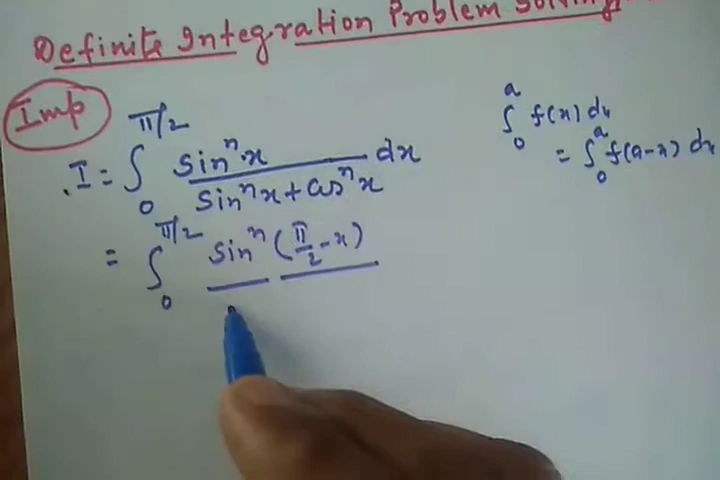 Definite Integration Problem Solving
Imp
I = ∫₀^π/2 sinⁿx / sinⁿx + cosⁿx dx
= ∫₀^π/2 sinⁿ(π/2 - x)
∫₀^a f(x) dx
= ∫₀^a f(a-x) dx